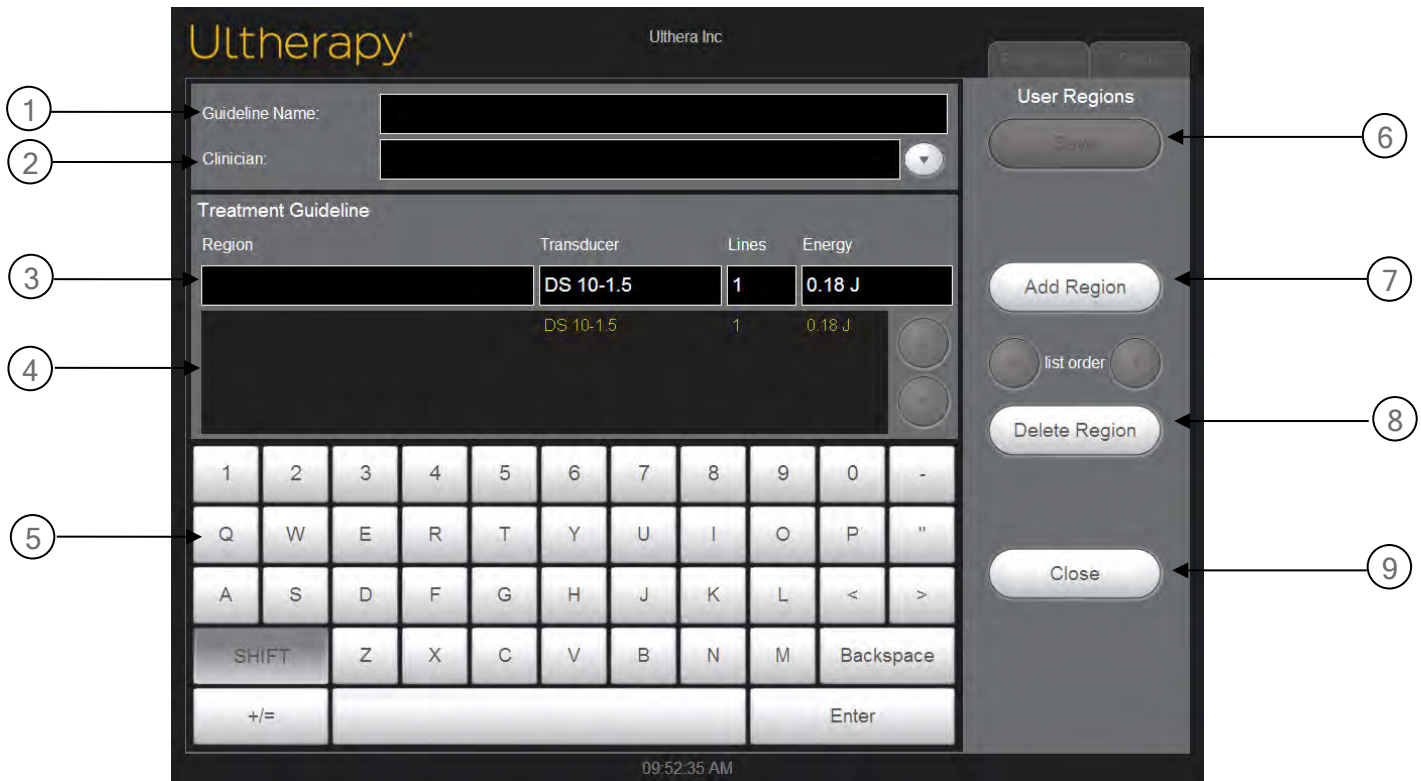 Ultherapy®
Ulthera Inc
1
Guideline Name:
2
Clinician:
User Regions
Save
6
Treatment Guideline
Region Transducer Lines Energy
3
DS 10-1.5 1 0.18 J
Add Region
7
4
DS 10-1.5 1 0.18 J
list order
Delete Region
8
1 2 3 4 5 6 7 8 9 0 -
5
Q W E R T Y U I O P "
A S D F G H J K L < >
Close
9
SHIFT Z X C V B N M Backspace
+/= Enter
09:52:35 AM